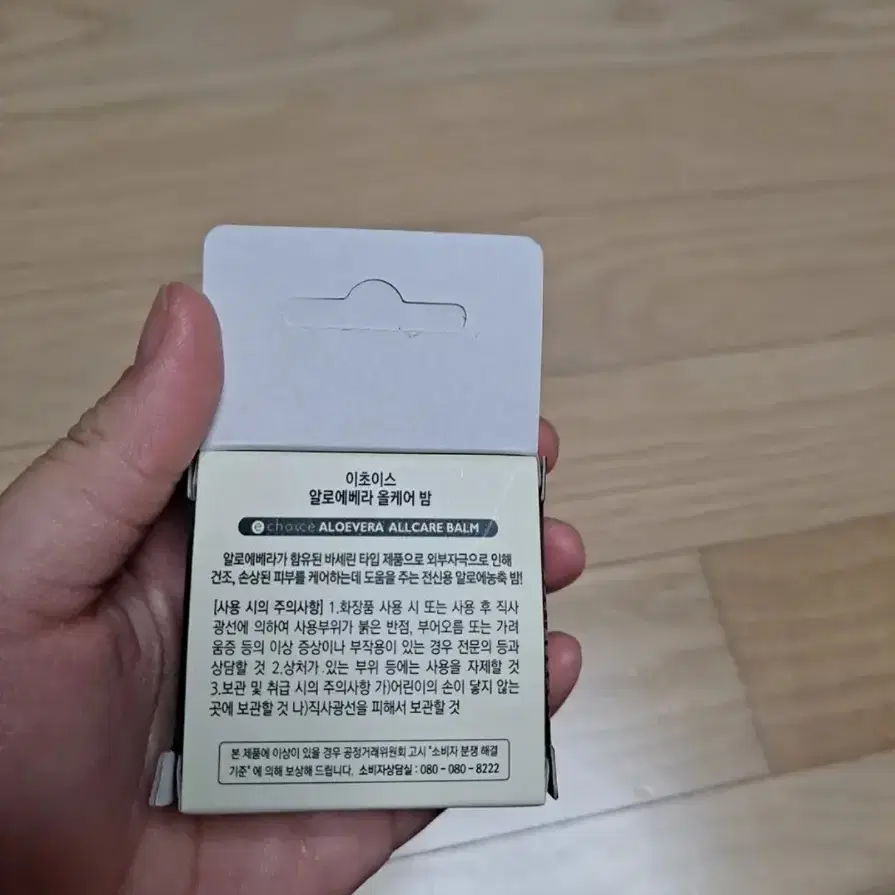 이초이스
알로에베라 올케어 밤
e choice ALOEVERA ALLCARE BALM
알로에베라가 함유된 바세린 타입 제품으로 외부자극으로 인해
건조, 손상된 피부를 케어하는데 도움을 주는 전신용 알로에농축 밤!
[사용 시의 주의사항] 1.화장품 사용 시 또는 사용 후 직사
광선에 의하여 사용부위가 붉은 반점, 부어오름 또는 가려
움증 등의 이상 증상이나 부작용이 있는 경우 전문의 등과
상담할 것 2.상처가 있는 부위 등에는 사용을 자제할 것
3.보관 및 취급 시의 주의사항 가)어린이의 손이 닿지 않는
곳에 보관할 것 나)직사광선을 피해서 보관할 것
본 제품에 이상이 있을 경우 공정거래위원회 고시 "소비자 분쟁 해결
기준" 에 의해 보상해 드립니다. 소비자상담실 : 080-080-8222